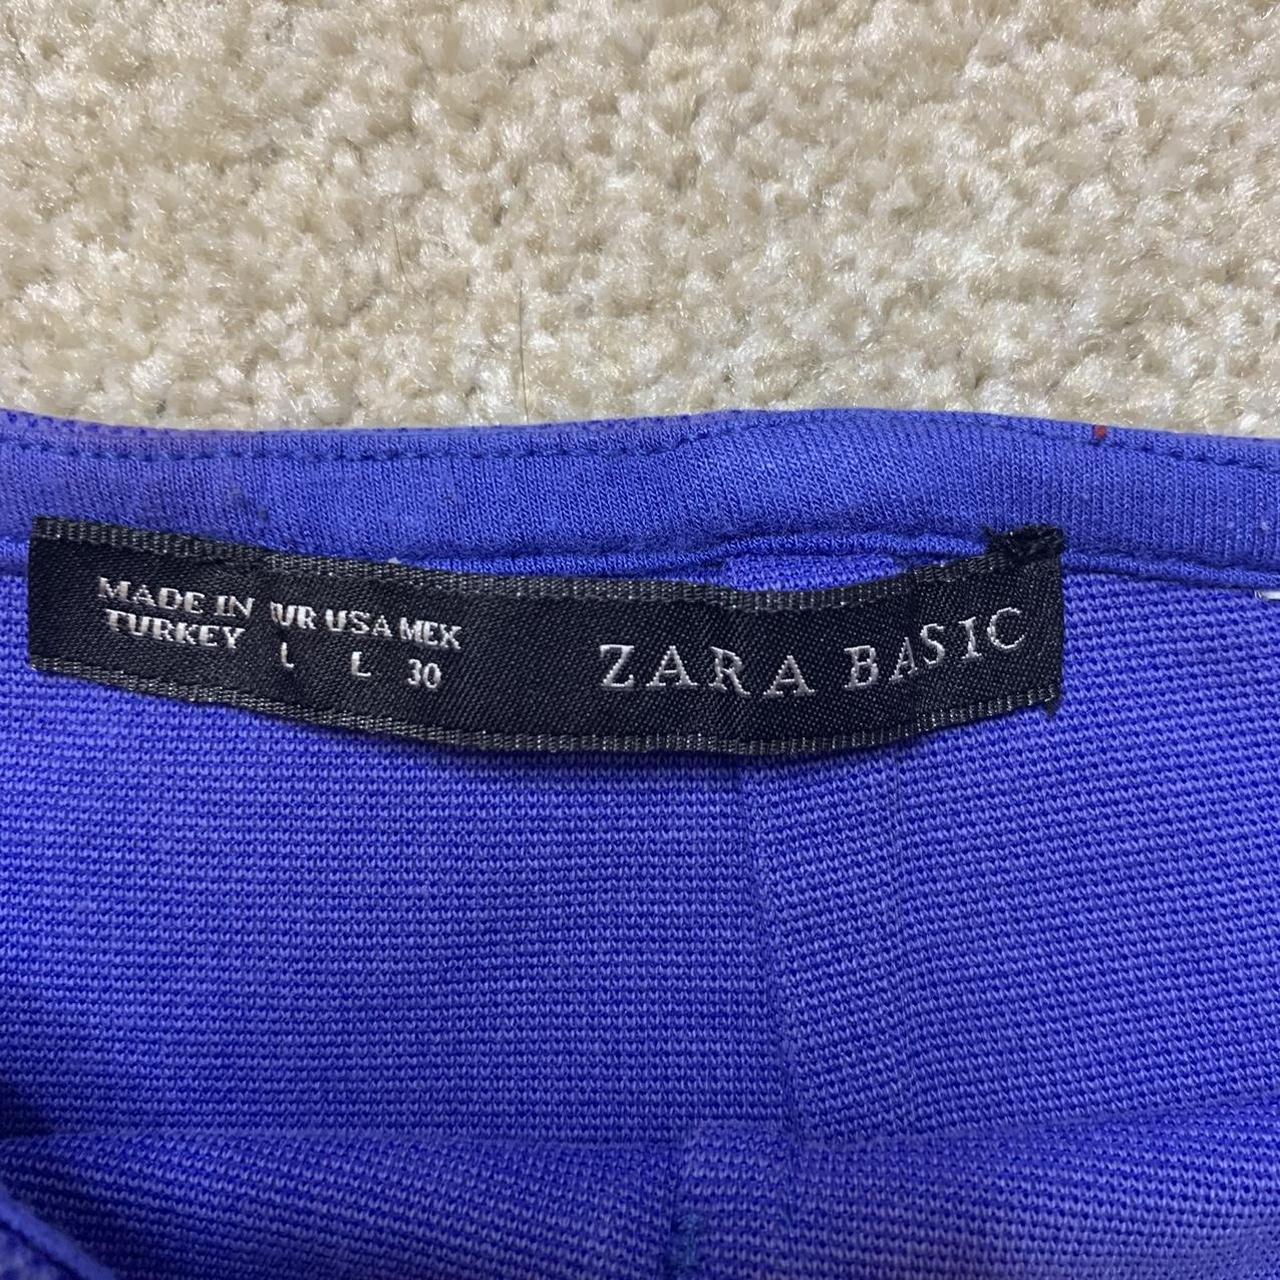 MADE IN
TURKEY
EUR USA MEX
L L 30
ZARA BASIC